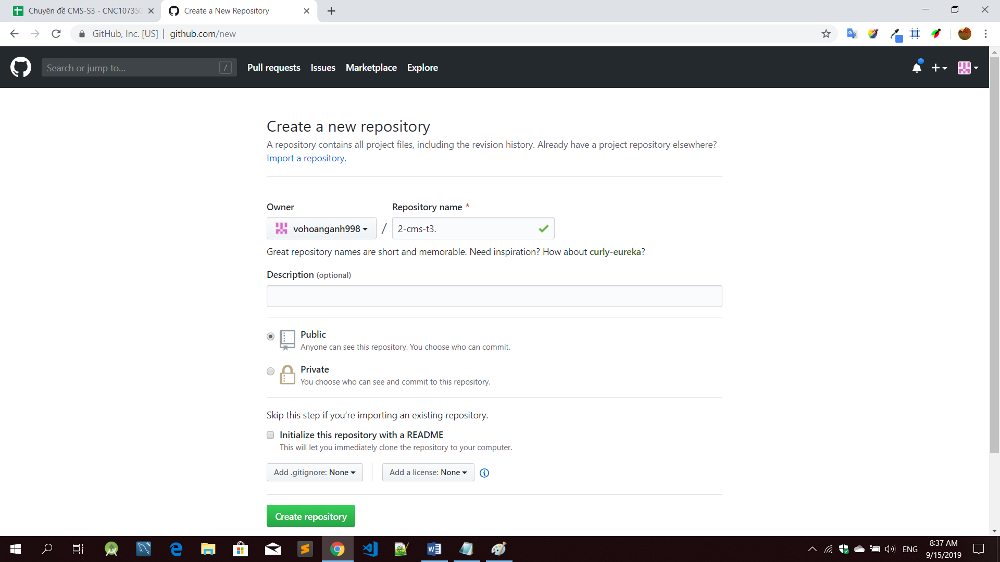 Chuyên đề CMS-S3 - CNC10735
Create a New Repository
GitHub, Inc. [US] | github.com/new
Search or jump to... /
Pull requests Issues Marketplace Explore
Create a new repository
A repository contains all project files, including the revision history. Already have a project repository elsewhere?
Import a repository.
Owner Repository name *
vohoanganh998 / 2-cms-t3.
Great repository names are short and memorable. Need inspiration? How about curly-eureka?
Description (optional)
Public
Anyone can see this repository. You choose who can commit.
Private
You choose who can see and commit to this repository.
Skip this step if you’re importing an existing repository.
Initialize this repository with a README
This will let you immediately clone the repository to your computer.
Add .gitignore: None Add a license: None
Create repository
ENG
8:37 AM
9/15/2019